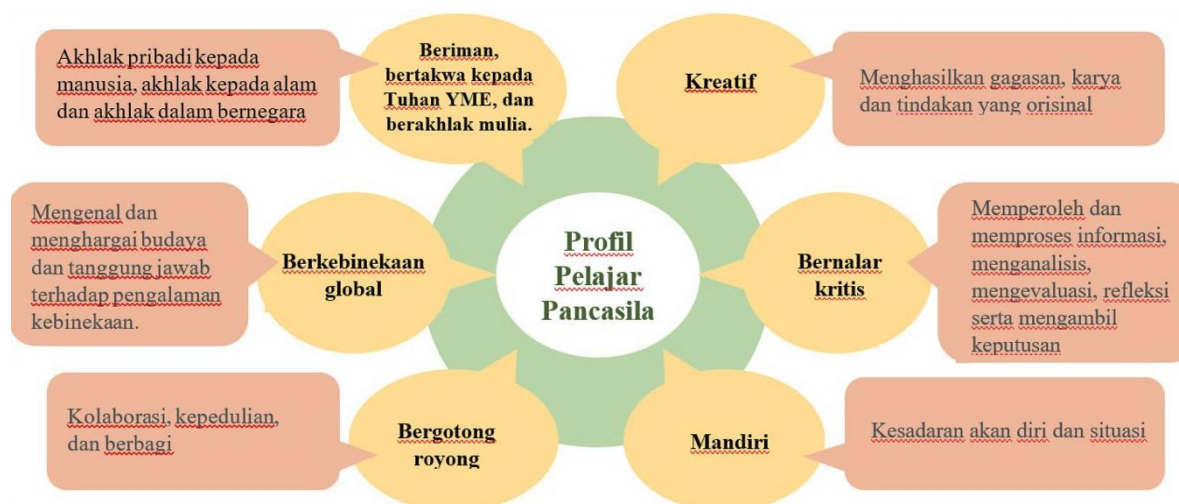 Akhlak pribadi kepada
manusia, akhlak kepada alam
dan akhlak dalam bernegara
Beriman,
bertakwa kepada
Tuhan YME, dan
berakhlak mulia.
Kreatif
Menghasilkan gagasan, karya
dan tindakan yang orisinal
Mengenal dan
menghargai budaya
dan tanggung jawab
terhadap pengalaman
kebinekaan.
Berkebinekaan
global
Profil
Pelajar
Pancasila
Bernalar
kritis
Memperoleh dan
memproses informasi,
menganalisis,
mengevaluasi, refleksi
serta mengambil
keputusan
Kolaborasi, kepedulian,
dan berbagi
Bergotong
royong
Mandiri
Kesadaran akan diri dan situasi